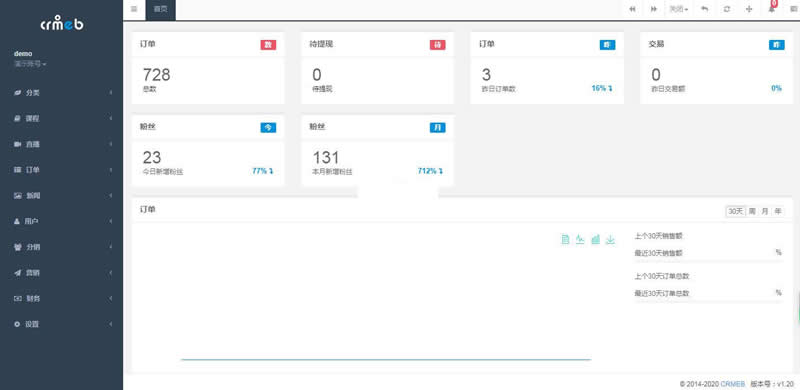 crmeb
demo
演示账号
分类
课程
直播
订单
新闻
用户
分销
营销
财务
设置
首页
关闭
0
订单 数
728
总数
待提现 待
0
待提现
订单 昨
3
昨日订单数 16%
交易 昨
0
昨日交易额 0%
粉丝 今
23
今日新增粉丝 77%
粉丝 月
131
本月新增粉丝 712%
订单
30天 周 月 年
上个30天销售额
最近30天销售额 %
上个30天订单总数
最近30天订单总数 %
© 2014-2020 CRMEB 版本号：v1.20